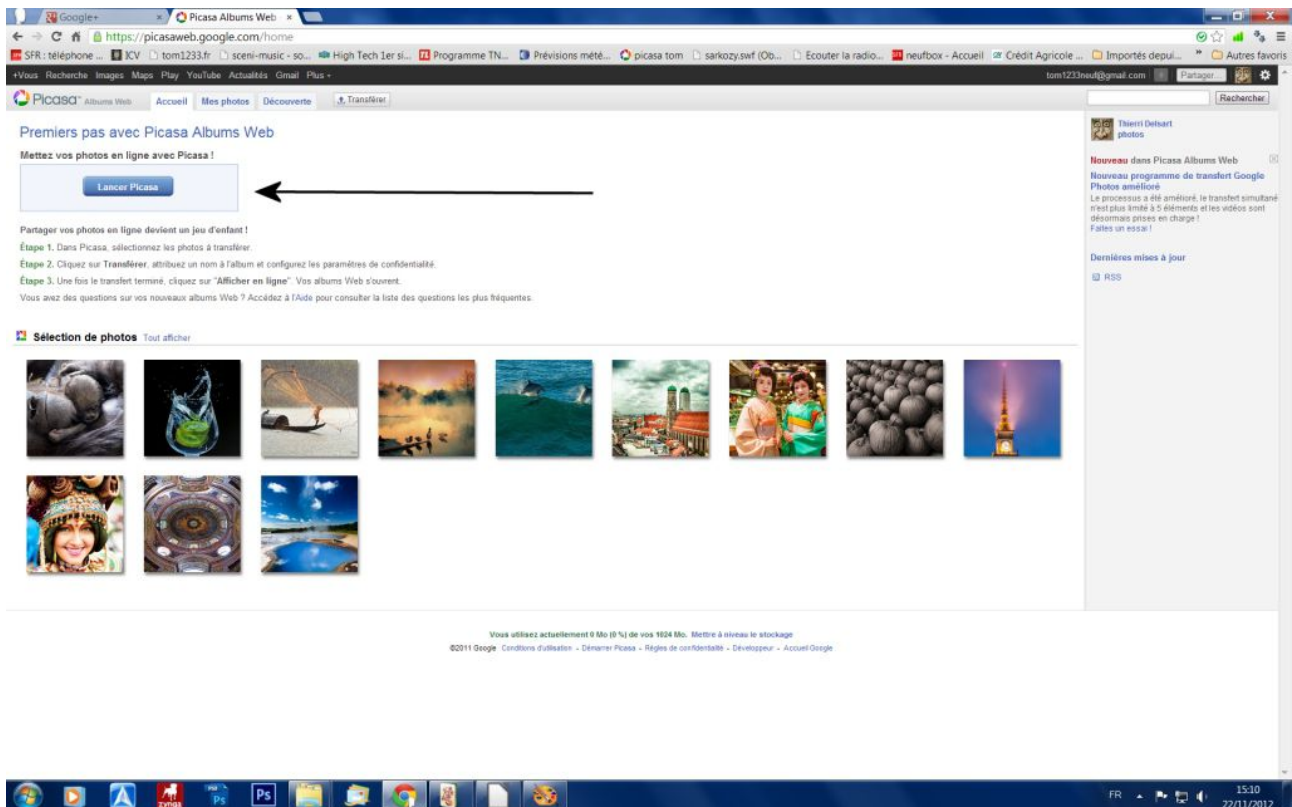 Google+
Picasa Albums Web
https://picasaweb.google.com/home
SFR : téléphone ...
ICV
tom1233.fr
sceni-music - so...
High Tech 1er si...
Programme TN...
Prévisions mété...
picasa tom
sarkozy.swf (Ob...
Ecouter la radio...
neufbox - Accueil
Crédit Agricole ...
Importés depui...
»
Autres favoris
+Vous Recherche Images Maps Play YouTube Actualités Gmail Plus
tom1233neuf@gmail.com
Partager...
Picasa™ Albums Web
Accueil
Mes photos
Découverte
Transférer
Rechercher
Premiers pas avec Picasa Albums Web
Mettez vos photos en ligne avec Picasa !
Lancer Picasa
Partager vos photos en ligne devient un jeu d'enfant !
Étape 1. Dans Picasa, sélectionnez les photos à transférer.
Étape 2. Cliquez sur Transférer, attribuez un nom à l'album et configurez les paramètres de confidentialité.
Étape 3. Une fois le transfert terminé, cliquez sur "Afficher en ligne". Vos albums Web s'ouvrent.
Vous avez des questions sur vos nouveaux albums Web ? Accédez à l'Aide pour consulter la liste des questions les plus fréquentes.
Sélection de photos Tout afficher
Thierri Delsart
photos
Nouveau dans Picasa Albums Web
Nouveau programme de transfert Google
Photos amélioré
Le processus a été amélioré, le transfert simultané
n'est plus limité à 5 éléments et les vidéos sont
désormais prises en charge !
Faites un essai !
Dernières mises à jour
RSS
Vous utilisez actuellement 0 Mo (0 %) de vos 1024 Mo. Mettre à niveau le stockage
©2011 Google Conditions d'utilisation - Démarrer Picasa - Règles de confidentialité - Développeur - Accueil Google
zynga
Ps
Ps
FR
15:10
22/11/2012